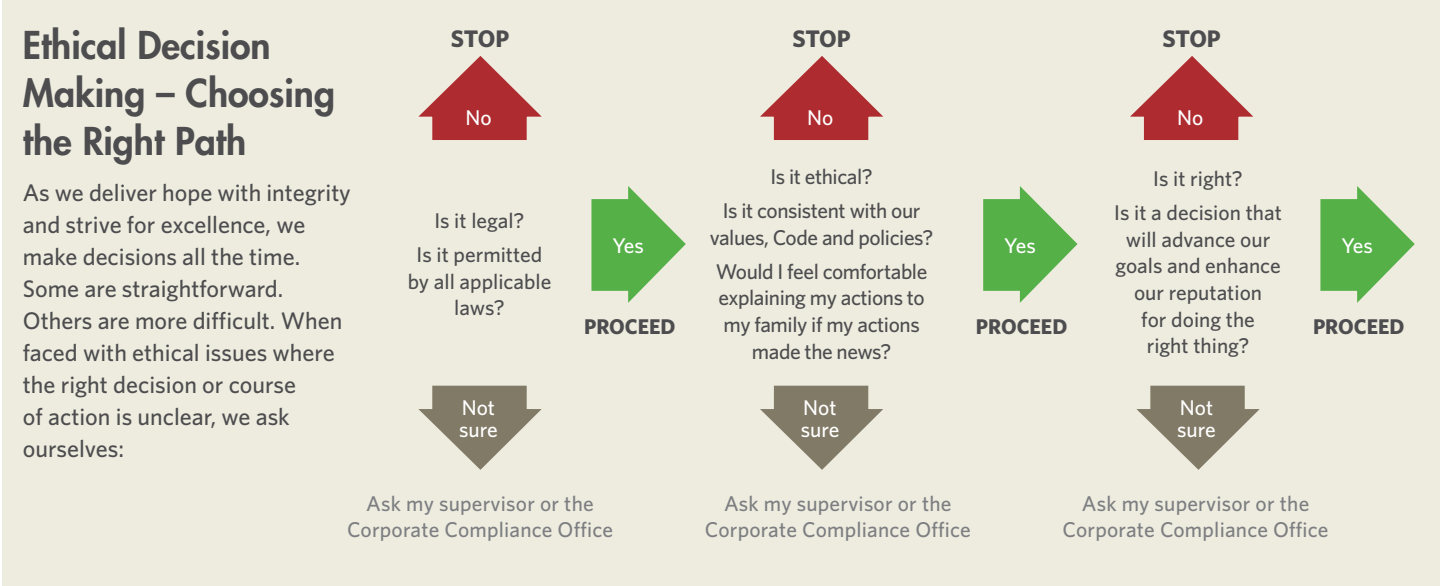 Ethical Decision
Making – Choosing
the Right Path
As we deliver hope with integrity
and strive for excellence, we
make decisions all the time.
Some are straightforward.
Others are more difficult. When
faced with ethical issues where
the right decision or course
of action is unclear, we ask
ourselves:
STOP
No
Is it legal?
Is it permitted
by all applicable
laws?
Yes
PROCEED
Not
sure
Ask my supervisor or the
Corporate Compliance Office
STOP
No
Is it ethical?
Is it consistent with our
values, Code and policies?
Would I feel comfortable
explaining my actions to
my family if my actions
made the news?
Yes
PROCEED
Not
sure
Ask my supervisor or the
Corporate Compliance Office
STOP
No
Is it right?
Is it a decision that
will advance our
goals and enhance
our reputation
for doing the
right thing?
Yes
PROCEED
Not
sure
Ask my supervisor or the
Corporate Compliance Office